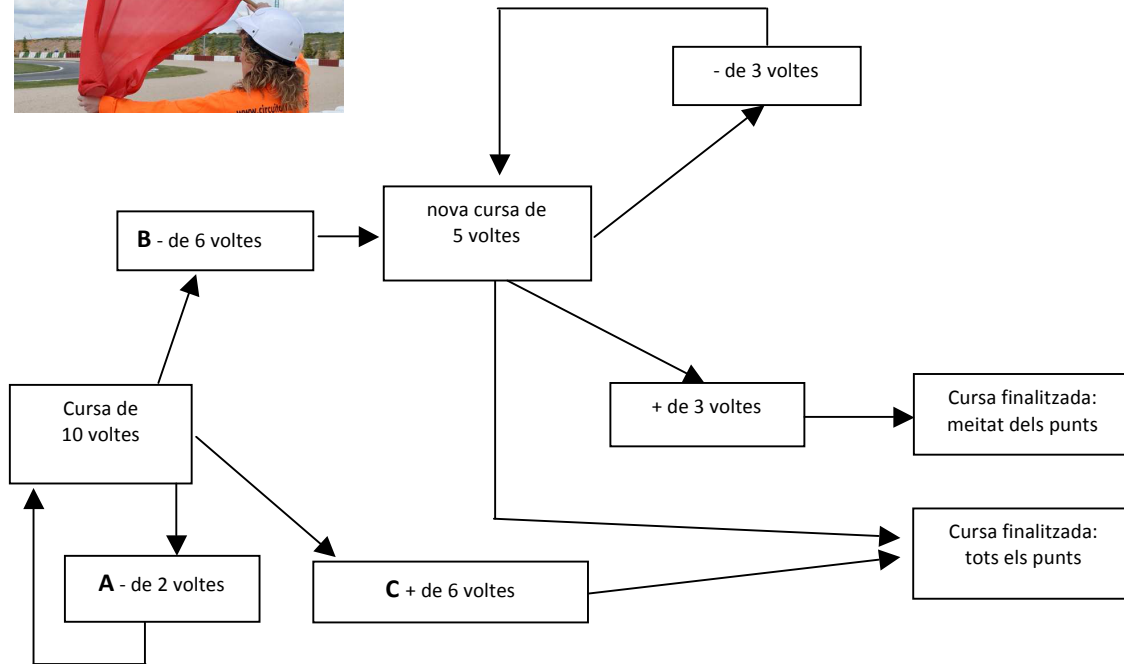 - de 3 voltes
nova cursa de
5 voltes
B - de 6 voltes
Cursa de
10 voltes
+ de 3 voltes
Cursa finalitzada:
meitat dels punts
Cursa finalitzada:
tots els punts
A - de 2 voltes
C + de 6 voltes